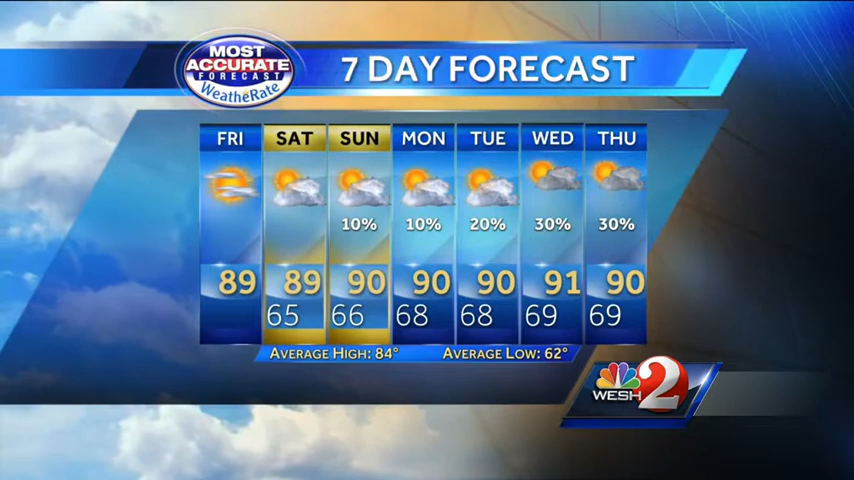 MOST
ACCURATE
FORECAST
WeatheRate
7 DAY FORECAST
FRI SAT SUN MON TUE WED THU
10% 10% 20% 30% 30%
89 89 90 90 90 91 90
65 66 68 68 69 69
AVERAGE HIGH: 84° AVERAGE LOW: 62°
WESH 2